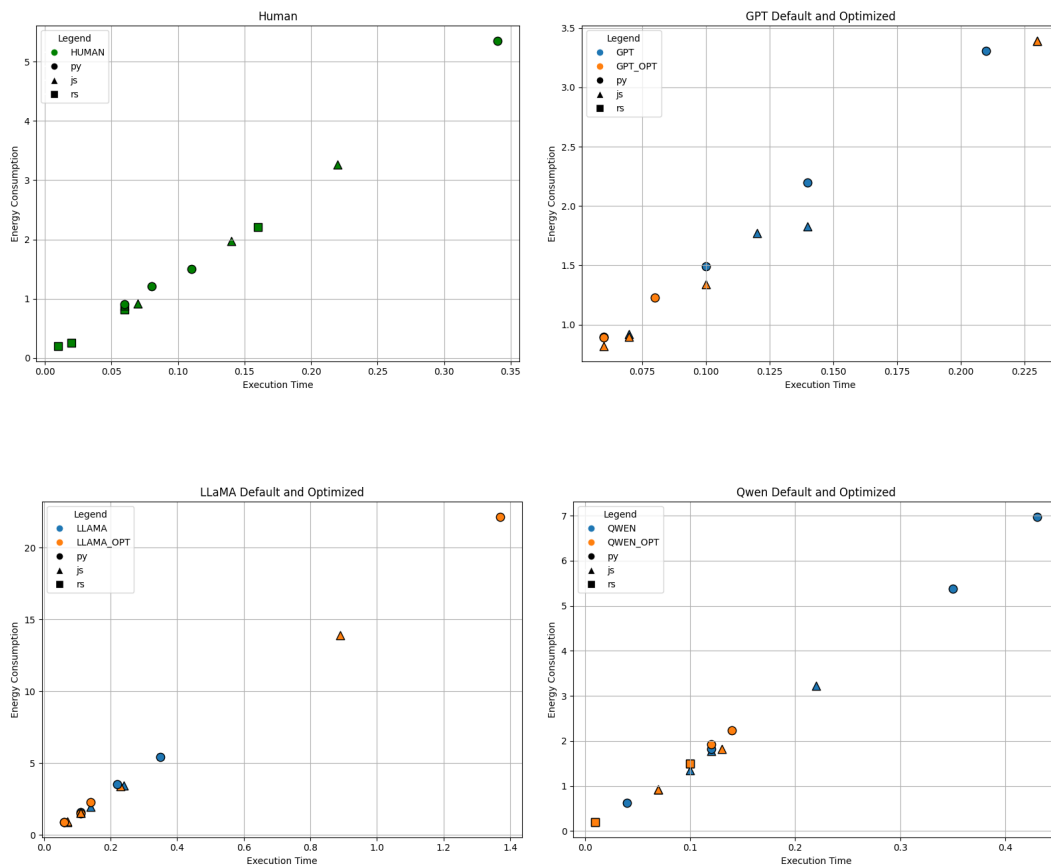 Human
Legend
HUMAN
py
js
rs
Energy Consumption
5
4
3
2
1
0
0.00 0.05 0.10 0.15 0.20 0.25 0.30 0.35
Execution Time
GPT Default and Optimized
Legend
GPT
GPT_OPT
py
js
rs
Energy Consumption
3.5
3.0
2.5
2.0
1.5
1.0
0.075 0.100 0.125 0.150 0.175 0.200 0.225
Execution Time
LLaMA Default and Optimized
Legend
LLAMA
LLAMA_OPT
py
js
rs
Energy Consumption
20
15
10
5
0
0.0 0.2 0.4 0.6 0.8 1.0 1.2 1.4
Execution Time
Qwen Default and Optimized
Legend
QWEN
QWEN_OPT
py
js
rs
Energy Consumption
7
6
5
4
3
2
1
0
0.0 0.1 0.2 0.3 0.4
Execution Time